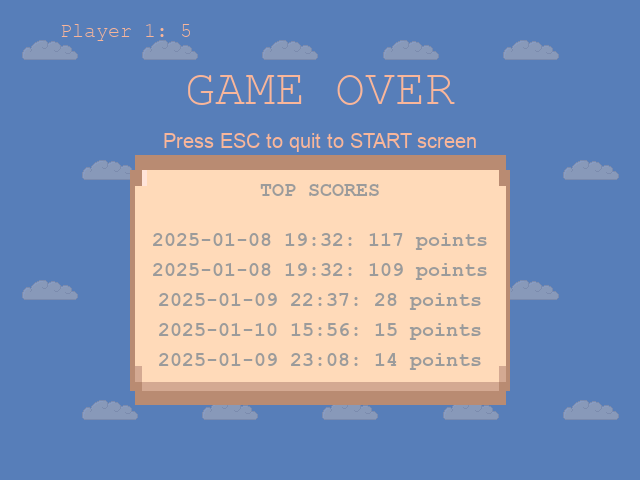 Player 1: 5
GAME OVER
Press ESC to quit to START screen
TOP SCORES
2025-01-08 19:32: 117 points
2025-01-08 19:32: 109 points
2025-01-09 22:37: 28 points
2025-01-10 15:56: 15 points
2025-01-09 23:08: 14 points